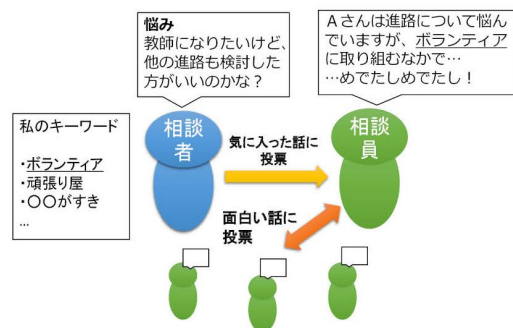 悩み
教師になりたいけど、
他の進路も検討した
方がいいのかな？
Aさんは進路について悩ん
でいますが、ボランティア
に取り組むなかで…
…めでたしめでたし！
私のキーワード
・ボランティア
・頑張り屋
・〇〇がすき
…
相談
者
気に入った話に
投票
相談
員
面白い話に
投票